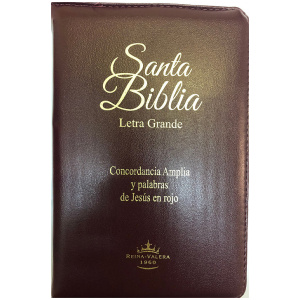 Santa
Biblia
Letra Grande
Concordancia Amplia
y palabras
de Jesús en rojo
REINA-VALERA
1960